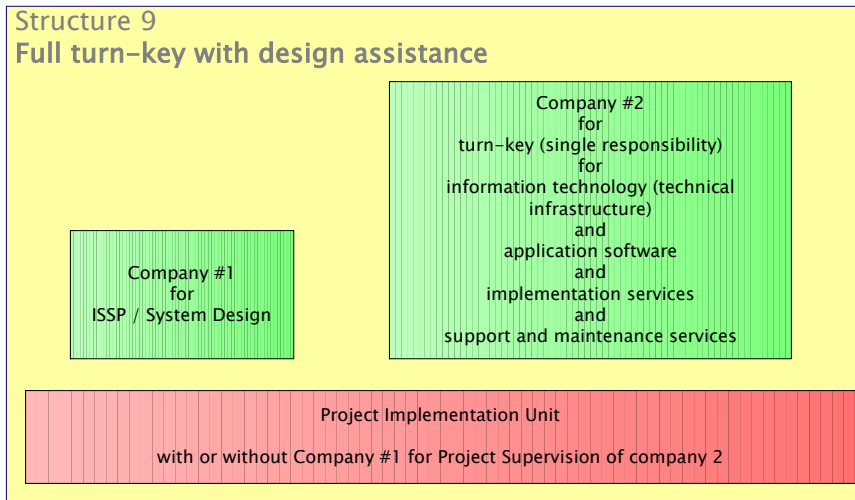 Structure 9
Full turn-key with design assistance
Company #1
for
ISSP / System Design
Company #2
for
turn-key (single responsibility)
for
information technology (technical
infrastructure)
and
application software
and
implementation services
and
support and maintenance services
Project Implementation Unit
with or without Company #1 for Project Supervision of company 2